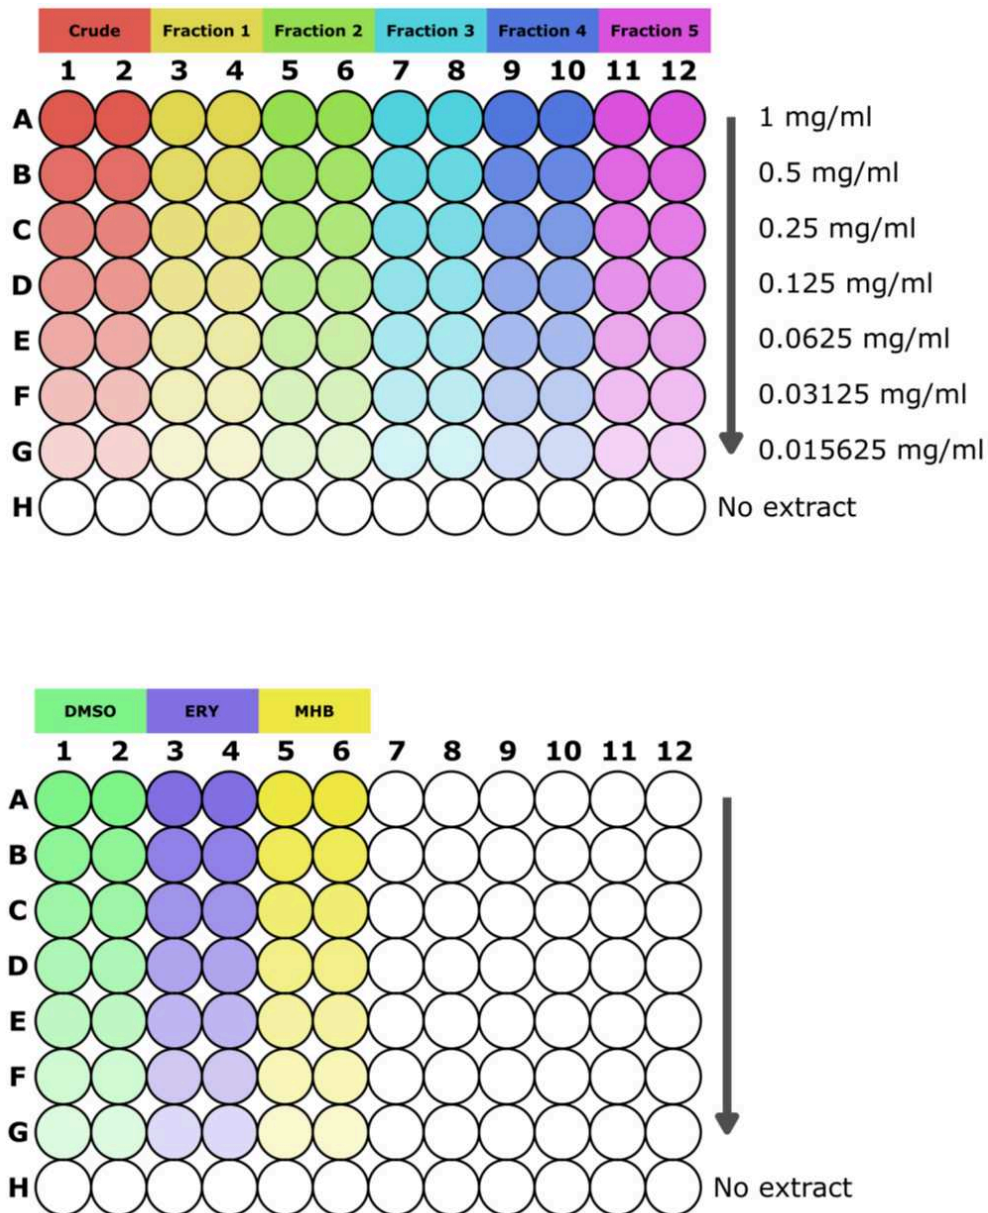 Crude Fraction 1 Fraction 2 Fraction 3 Fraction 4 Fraction 5
1 2 3 4 5 6 7 8 9 10 11 12
A 1 mg/ml
B 0.5 mg/ml
C 0.25 mg/ml
D 0.125 mg/ml
E 0.0625 mg/ml
F 0.03125 mg/ml
G 0.015625 mg/ml
H No extract
DMSO ERY MHB
1 2 3 4 5 6 7 8 9 10 11 12
A
B
C
D
E
F
G
H No extract